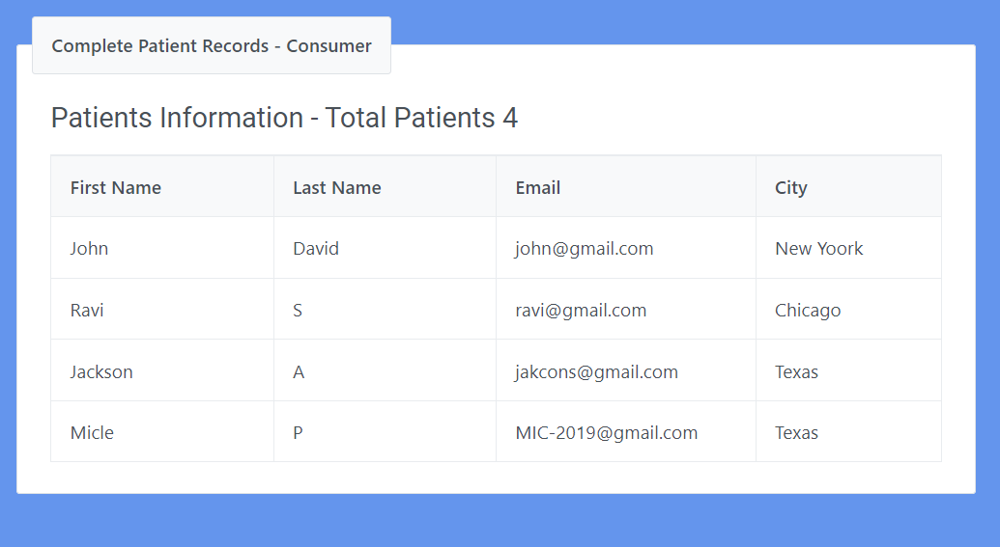 Complete Patient Records - Consumer
Patients Information - Total Patients 4
First Name Last Name Email City
John David john@gmail.com New Yoork
Ravi S ravi@gmail.com Chicago
Jackson A jakcons@gmail.com Texas
Micle P MIC-2019@gmail.com Texas